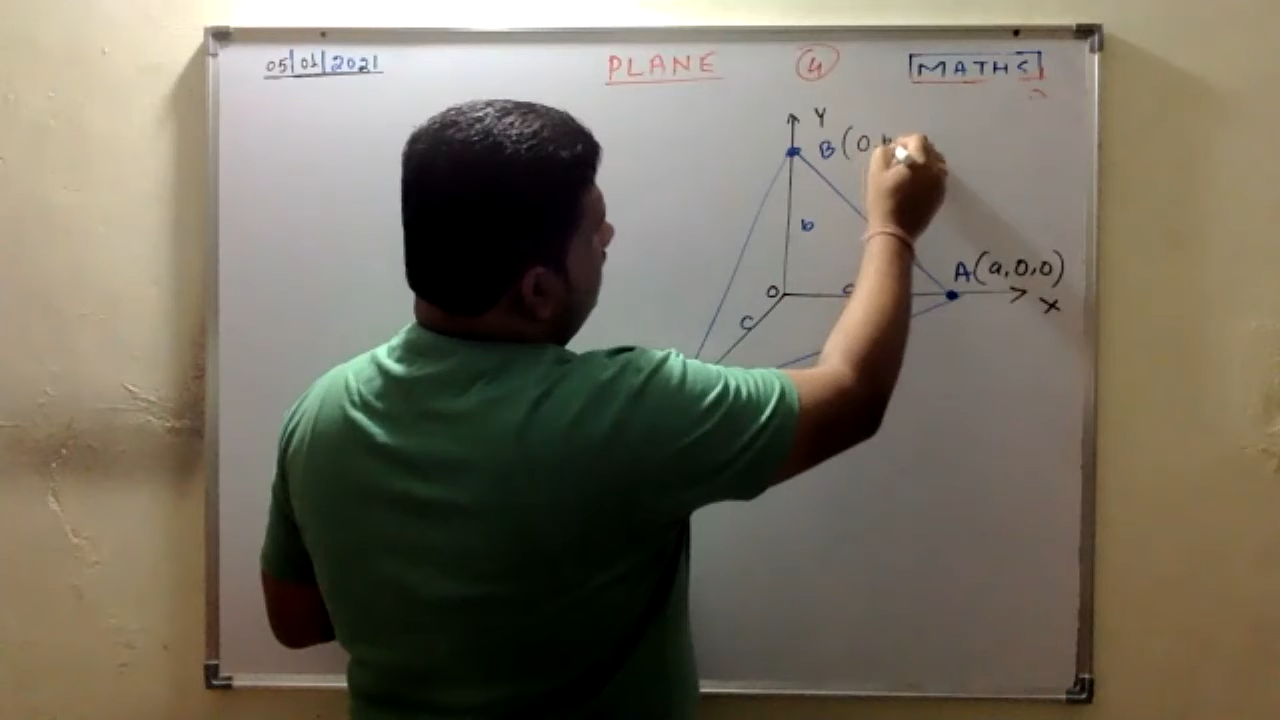 05/01/2021 PLANE 4 MATHS
Y
B (0,b
b
A(a,0,0)
O
X
C